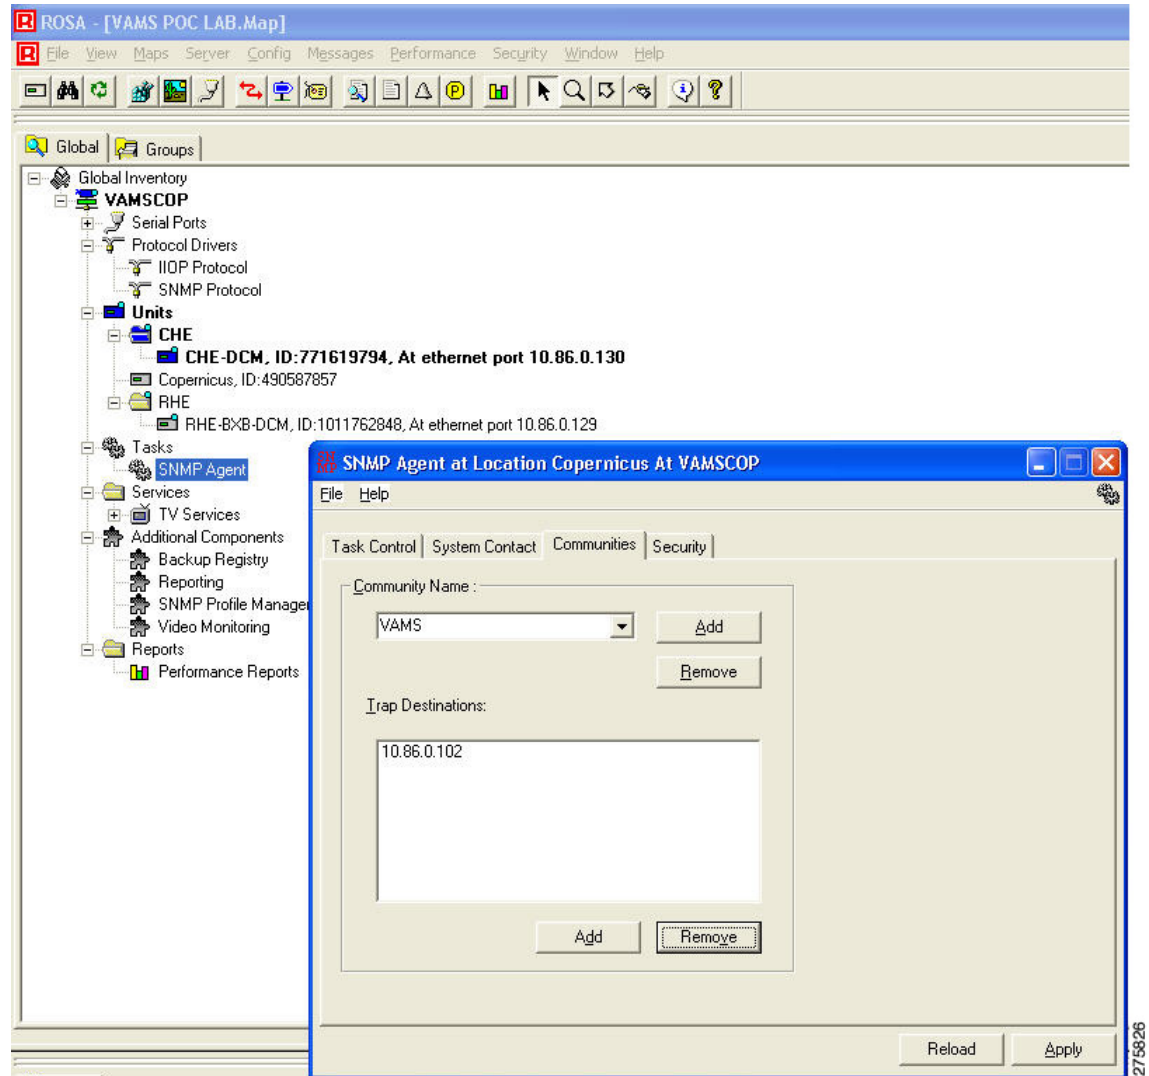 ROSA - [VAMS POC LAB.Map]
File View Maps Server Config Messages Performance Security Window Help
Global Groups
Global Inventory
VAMSCOP
Serial Ports
Protocol Drivers
IIOP Protocol
SNMP Protocol
Units
CHE
CHE-DCM, ID:771619794, At ethernet port 10.86.0.130
Copernicus, ID:490587857
RHE
RHE-BXB-DCM, ID:1011762848, At ethernet port 10.86.0.129
Tasks
SNMP Agent
Services
TV Services
Additional Components
Backup Registry
Reporting
SNMP Profile Manager
Video Monitoring
Reports
Performance Reports
SNMP Agent at Location Copernicus At VAMSCOP
File Help
Task Control System Contact Communities Security
Community Name :
VAMS Add
Remove
Trap Destinations:
10.86.0.102
Add Remove
Reload Apply
275826